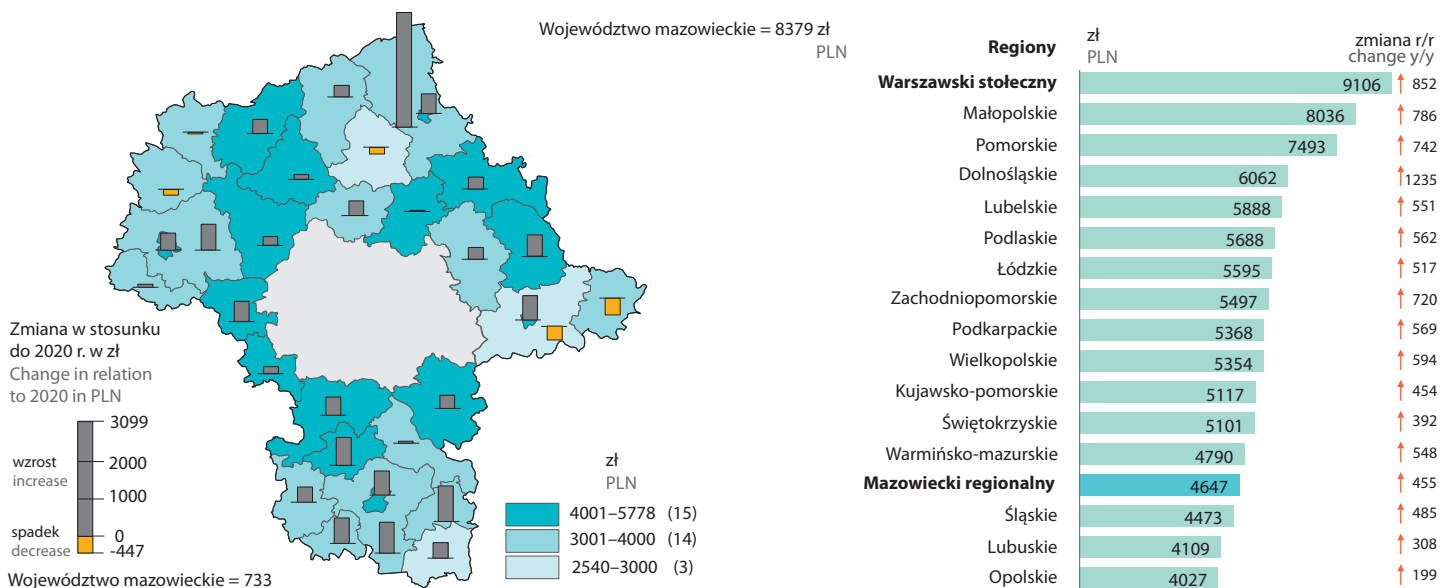 Województwo mazowieckie = 8379 zł
PLN
Zmiana w stosunku
do 2020 r. w zł
Change in relation
to 2020 in PLN
3099
wzrost
increase
2000
1000
spadek
decrease
0
-447
Województwo mazowieckie = 733
zł
PLN
4001–5778 (15)
3001–4000 (14)
2540–3000 (3)
Regiony
zł
PLN
zmiana r/r
change y/y
Warszawski stołeczny 9106 ↑ 852
Małopolskie 8036 ↑ 786
Pomorskie 7493 ↑ 742
Dolnośląskie 6062 ↑ 1235
Lubelskie 5888 ↑ 551
Podlaskie 5688 ↑ 562
Łódzkie 5595 ↑ 517
Zachodniopomorskie 5497 ↑ 720
Podkarpackie 5368 ↑ 569
Wielkopolskie 5354 ↑ 594
Kujawsko-pomorskie 5117 ↑ 454
Świętokrzyskie 5101 ↑ 392
Warmińsko-mazurskie 4790 ↑ 548
Mazowiecki regionalny 4647 ↑ 455
Śląskie 4473 ↑ 485
Lubuskie 4109 ↑ 308
Opolskie 4027 ↑ 199